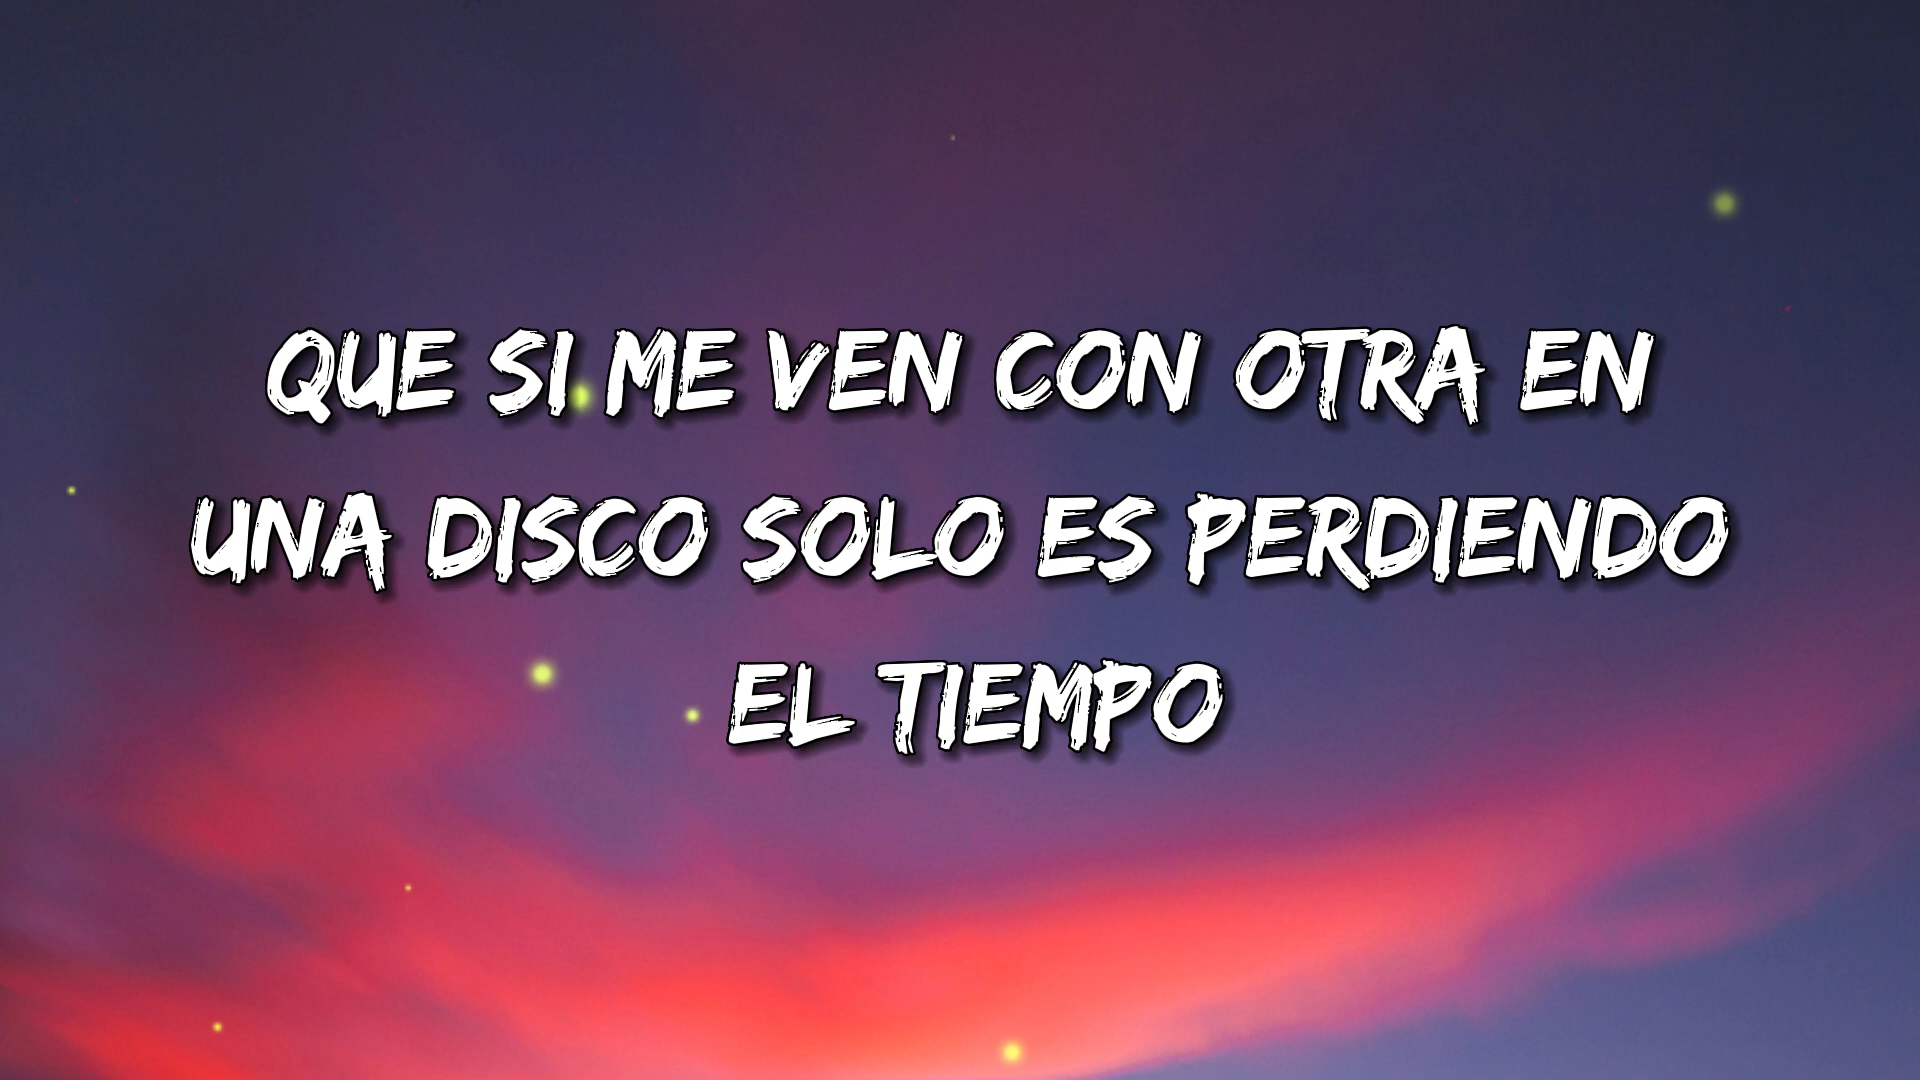 QUE SI ME VEN CON OTRA EN
UNA DISCO SOLO ES PERDIENDO
EL TIEMPO